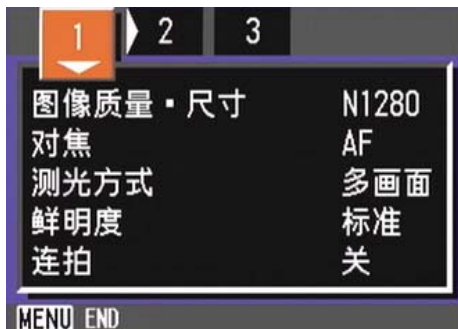 1 2 3
图像质量▪尺寸 N1280
对焦 AF
测光方式 多画面
鲜明度 标准
连拍 关
MENU END